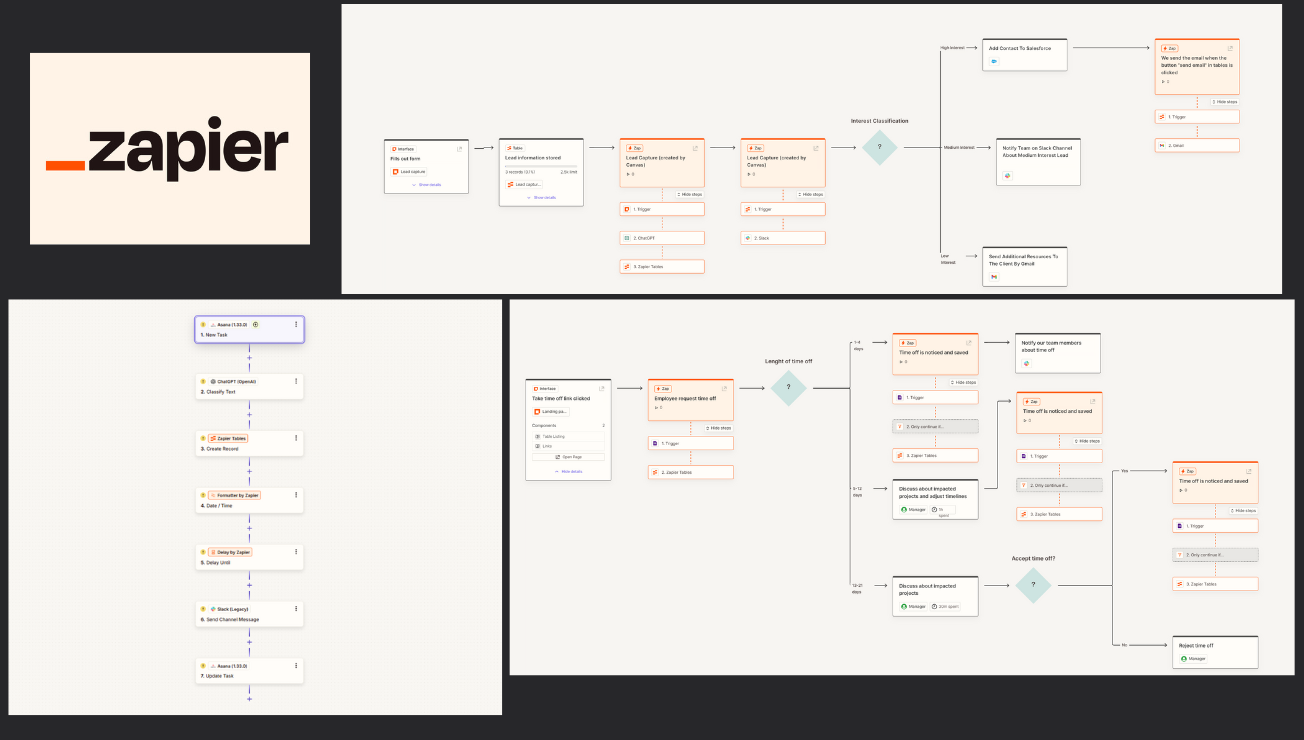 zapier
Interface
Fills out form
Lead capture
Show details
Table
Lead information stored
3 records (0.1%)
2.5k limit
Lead captur...
Show details
Zap
Lead Capture (created by
Canvas)
0
Hide steps
1. Trigger
2. ChatGPT
3. Zapier Tables
Zap
Lead Capture (created by
Canvas)
0
Hide steps
1. Trigger
2. Slack
Interest Classification
?
High interest
Add Contact To Salesforce
Zap
We send the email when the
button "send email" in tables is
clicked
0
Hide steps
1. Trigger
2. Gmail
Medium interest
Notify Team on Slack Channel
About Medium Interest Lead
Low
interest
Send Additional Resources To
The Client By Gmail
Asana (1.53.0)
1. New Task
ChatGPT (OpenAI)
2. Classify Text
Zapier Tables
3. Create Record
Formatter by Zapier
4. Date / Time
Delay by Zapier
5. Delay Until
Slack (Legacy)
6. Send Channel Message
Asana (1.53.0)
7. Update Task
Interface
Take time off link clicked
Landing pa...
Components
2
Table Listing
Links
Open Page
Hide details
Zap
Employee request time off
0
Hide steps
1. Trigger
2. Zapier Tables
Lenght of time off
?
1-4
days
Zap
Time off is noticed and saved
0
Hide steps
1. Trigger
2. Only continue if...
3. Zapier Tables
Notify our team members
about time off
5-12
days
Discuss about impacted
projects and adjust timelines
Manager
spent
Zap
Time off is noticed and saved
0
Hide steps
1. Trigger
2. Only continue if...
3. Zapier Tables
days
Discuss about impacted
projects
Manager
spent
Accept time off?
?
Yes
Zap
Time off is noticed and saved
0
Hide steps
1. Trigger
2. Only continue if...
3. Zapier Tables
No
Reject time off
Manager